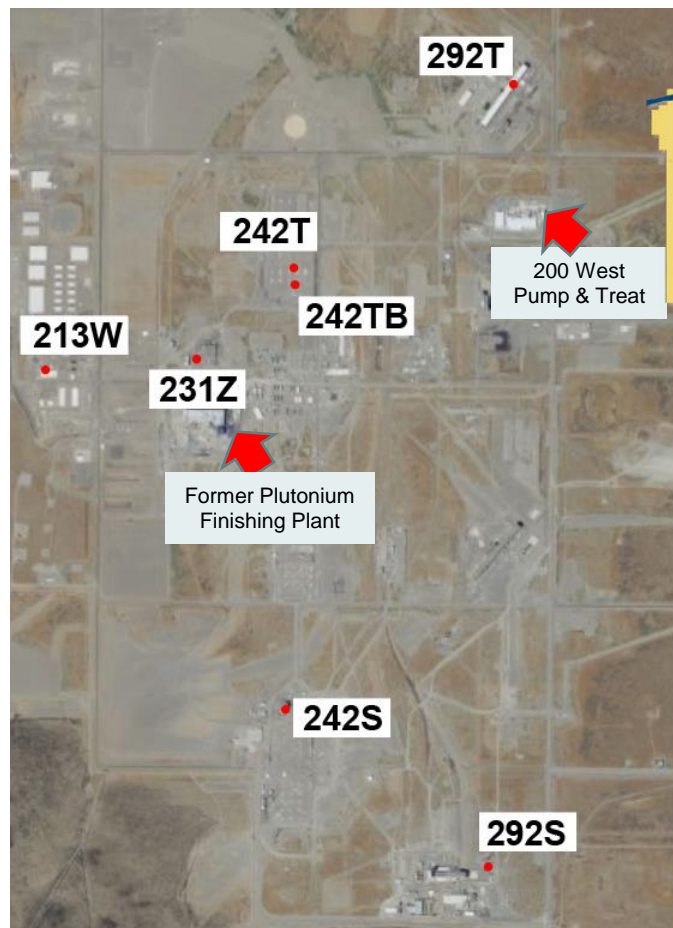 292T
242T
200 West
Pump & Treat
242TB
213W
231Z
Former Plutonium
Finishing Plant
242S
292S